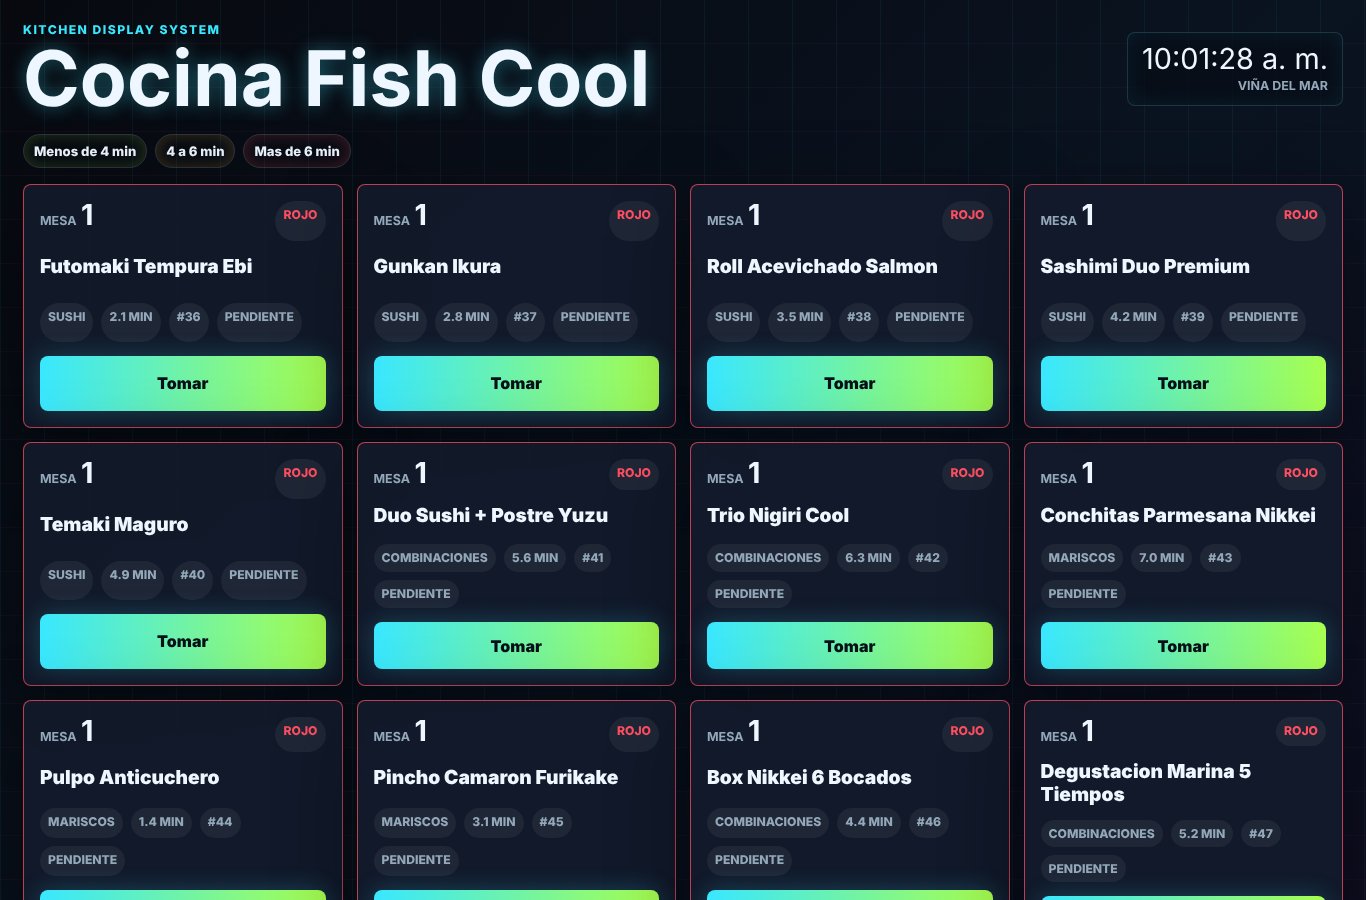 KITCHEN DISPLAY SYSTEM
Cocina Fish Cool
10:01:28 a. m.
VIÑA DEL MAR
Menos de 4 min
4 a 6 min
Mas de 6 min
MESA 1
ROJO
Futomaki Tempura Ebi
SUSHI
2.1 MIN
#36
PENDIENTE
Tomar
MESA 1
ROJO
Gunkan Ikura
SUSHI
2.8 MIN
#37
PENDIENTE
Tomar
MESA 1
ROJO
Roll Acevichado Salmon
SUSHI
3.5 MIN
#38
PENDIENTE
Tomar
MESA 1
ROJO
Sashimi Duo Premium
SUSHI
4.2 MIN
#39
PENDIENTE
Tomar
MESA 1
ROJO
Temaki Maguro
SUSHI
4.9 MIN
#40
PENDIENTE
Tomar
MESA 1
ROJO
Duo Sushi + Postre Yuzu
COMBINACIONES
5.6 MIN
#41
PENDIENTE
Tomar
MESA 1
ROJO
Trio Nigiri Cool
COMBINACIONES
6.3 MIN
#42
PENDIENTE
Tomar
MESA 1
ROJO
Conchitas Parmesana Nikkei
MARISCOS
7.0 MIN
#43
PENDIENTE
Tomar
MESA 1
ROJO
Pulpo Anticuchero
MARISCOS
1.4 MIN
#44
PENDIENTE
MESA 1
ROJO
Pincho Camaron Furikake
MARISCOS
3.1 MIN
#45
PENDIENTE
MESA 1
ROJO
Box Nikkei 6 Bocados
COMBINACIONES
4.4 MIN
#46
PENDIENTE
MESA 1
ROJO
Degustacion Marina 5
Tiempos
COMBINACIONES
5.2 MIN
#47
PENDIENTE